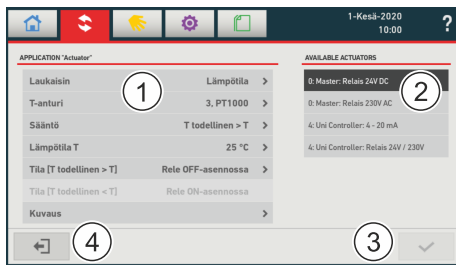 1-Kesä-2020
10:00
?
APPLICATION "Actuator"
Laukaisin Lämpötila >
T-anturi 3, PT1000 >
Sääntö T todellinen > T >
Lämpötila T 25 °C >
Tila [T todellinen > T] Rele OFF-asennossa >
Tila [T todellinen < T] Rele ON-asennossa
Kuvaus >
1
AVAILABLE ACTUATORS
0: Master: Relais 24V DC
0: Master: Relais 230V AC
4: Uni Controller: 4 - 20 mA
4: Uni Controller: Relais 24V / 230V
2
4
3